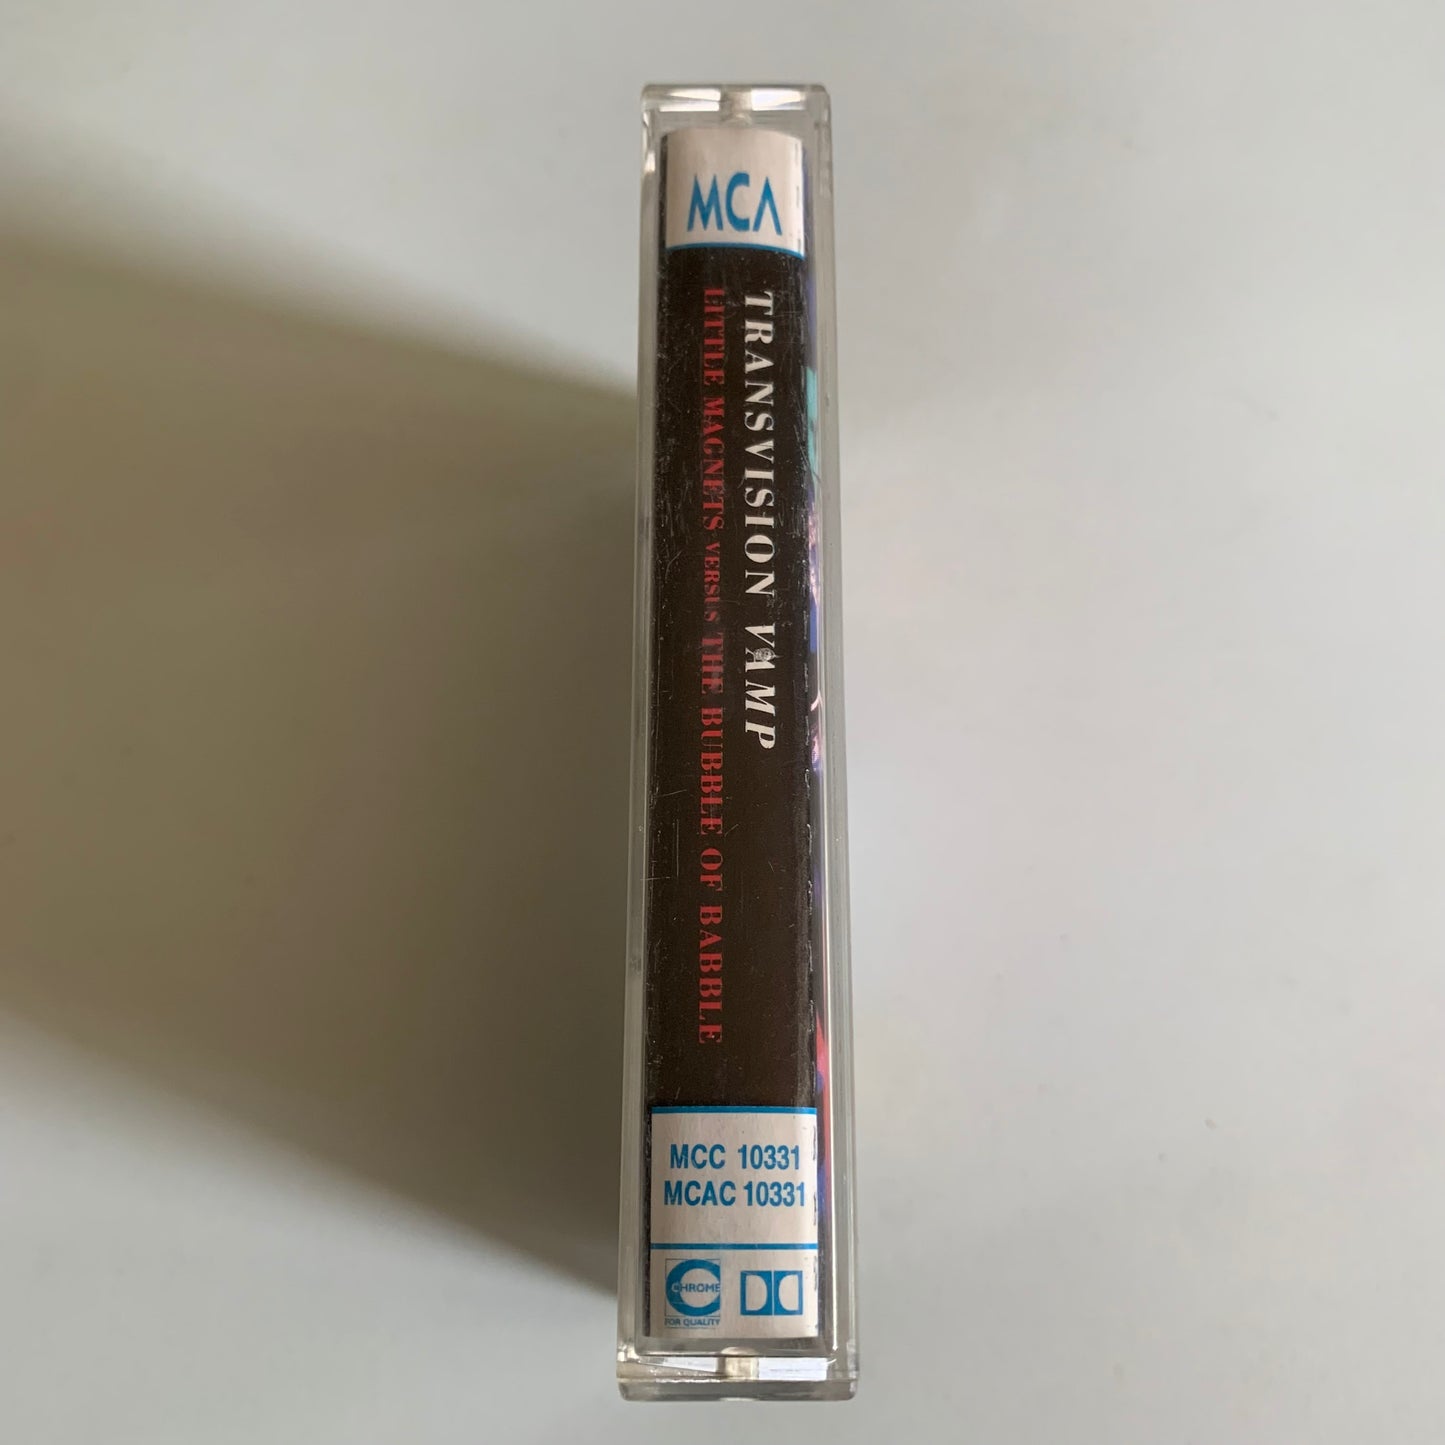 MCA
TRANSVISION VAMP
LITTLE MAGNETS VERSUS THE BUBBLE OF BABBLE
MCC 10331
MCAC 10331
CHROME
FOR QUALITY